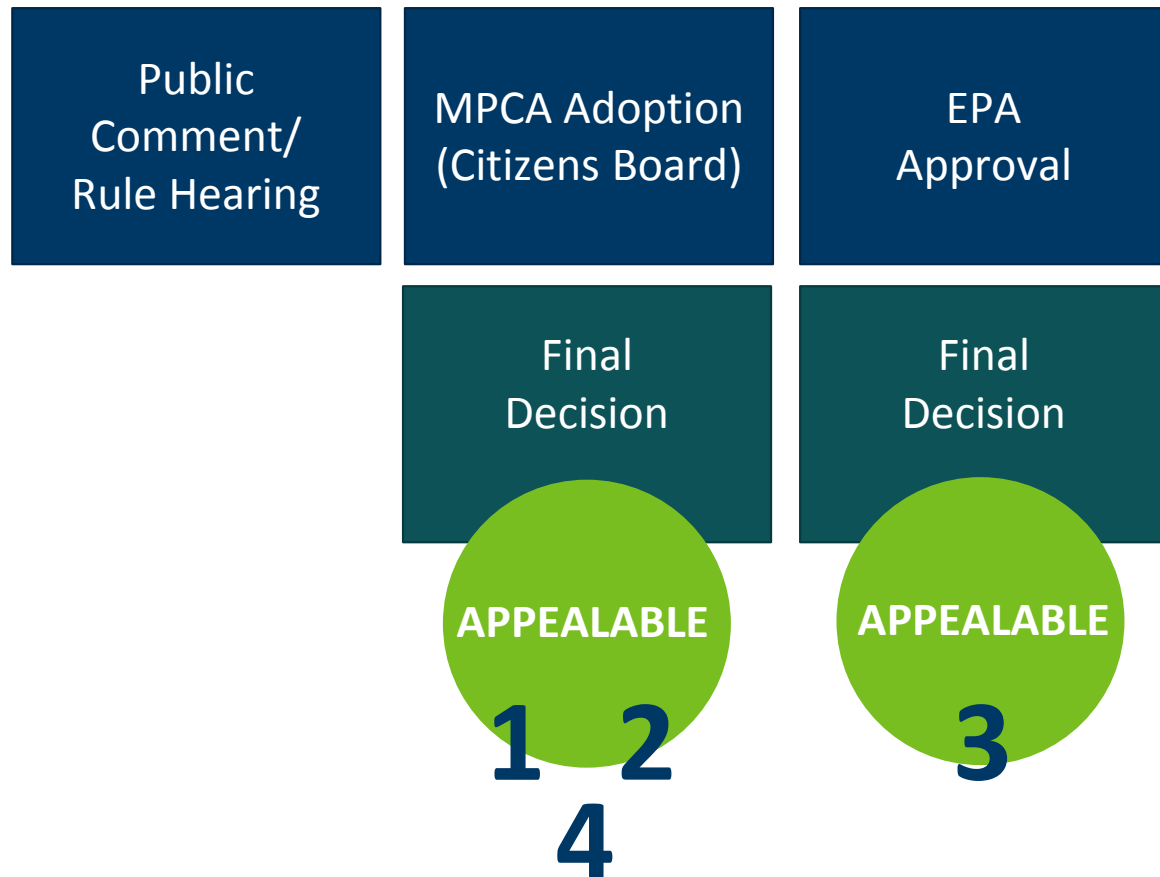 Public
Comment/
Rule Hearing
MPCA Adoption
(Citizens Board)
EPA
Approval
Final
Decision
Final
Decision
APPEALABLE
APPEALABLE
1 2
3
4